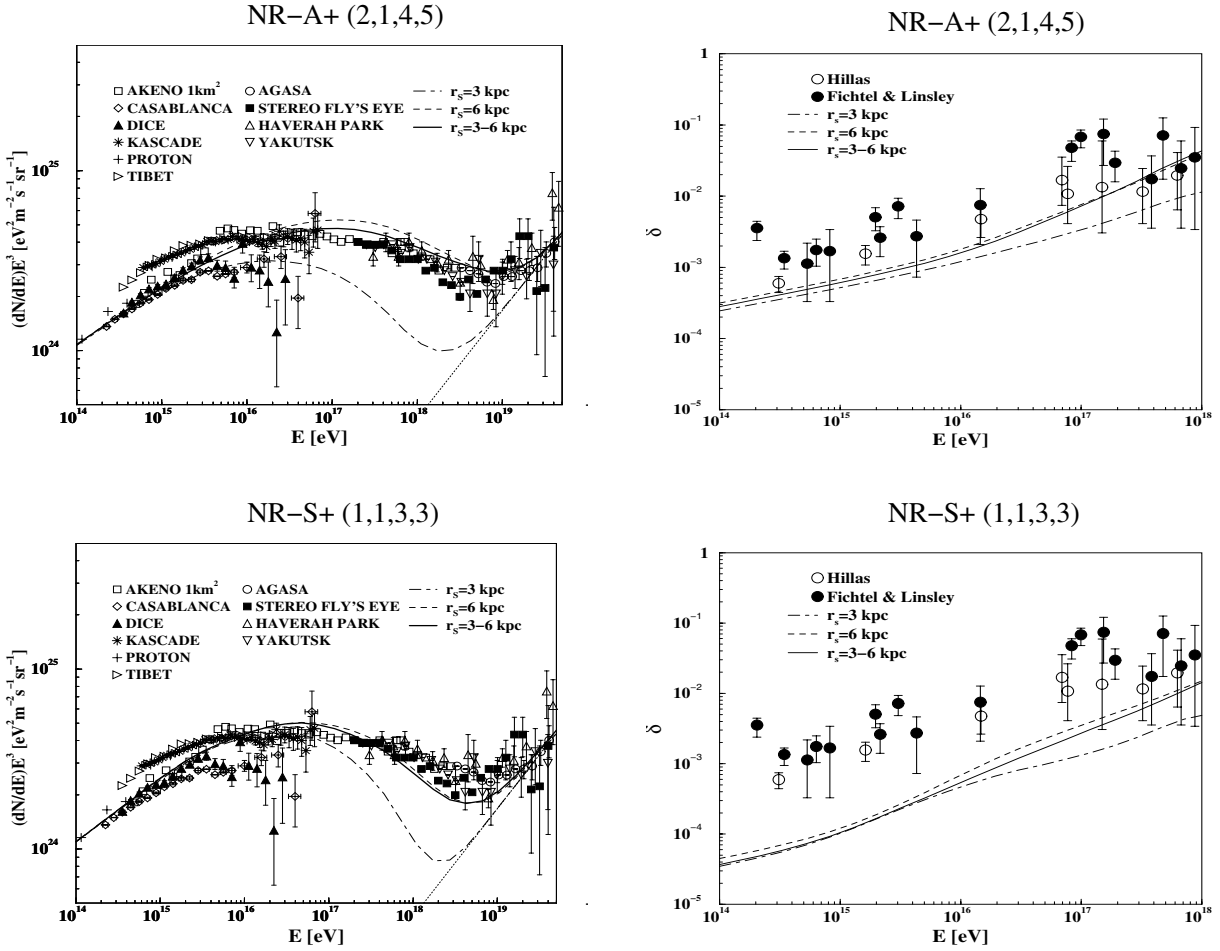 NR−A+ (2,1,4,5)
AKENO 1km²
CASABLANCA
DICE
KASCADE
PROTON
TIBET
AGASA
STEREO FLY'S EYE
HAVERAH PARK
YAKUTSK
r_S=3 kpc
r_S=6 kpc
r_S=3−6 kpc
(dN/dE)E³ [eV²m⁻²s⁻¹sr⁻¹]
10²⁵
10²⁴
10¹⁴ 10¹⁵ 10¹⁶ 10¹⁷ 10¹⁸ 10¹⁹
E [eV]
NR−A+ (2,1,4,5)
Hillas
Fichtel & Linsley
r_s=3 kpc
r_s=6 kpc
r_s=3−6 kpc
δ
1
10⁻¹
10⁻²
10⁻³
10⁻⁴
10⁻⁵
10¹⁴ 10¹⁵ 10¹⁶ 10¹⁷ 10¹⁸
E [eV]
NR−S+ (1,1,3,3)
AKENO 1km²
CASABLANCA
DICE
KASCADE
PROTON
TIBET
AGASA
STEREO FLY'S EYE
HAVERAH PARK
YAKUTSK
r_S=3 kpc
r_S=6 kpc
r_S=3−6 kpc
(dN/dE)E³ [eV²m⁻²s⁻¹sr⁻¹]
10²⁵
10²⁴
10¹⁴ 10¹⁵ 10¹⁶ 10¹⁷ 10¹⁸ 10¹⁹
E [eV]
NR−S+ (1,1,3,3)
Hillas
Fichtel & Linsley
r_s=3 kpc
r_s=6 kpc
r_s=3−6 kpc
δ
1
10⁻¹
10⁻²
10⁻³
10⁻⁴
10⁻⁵
10¹⁴ 10¹⁵ 10¹⁶ 10¹⁷ 10¹⁸
E [eV]